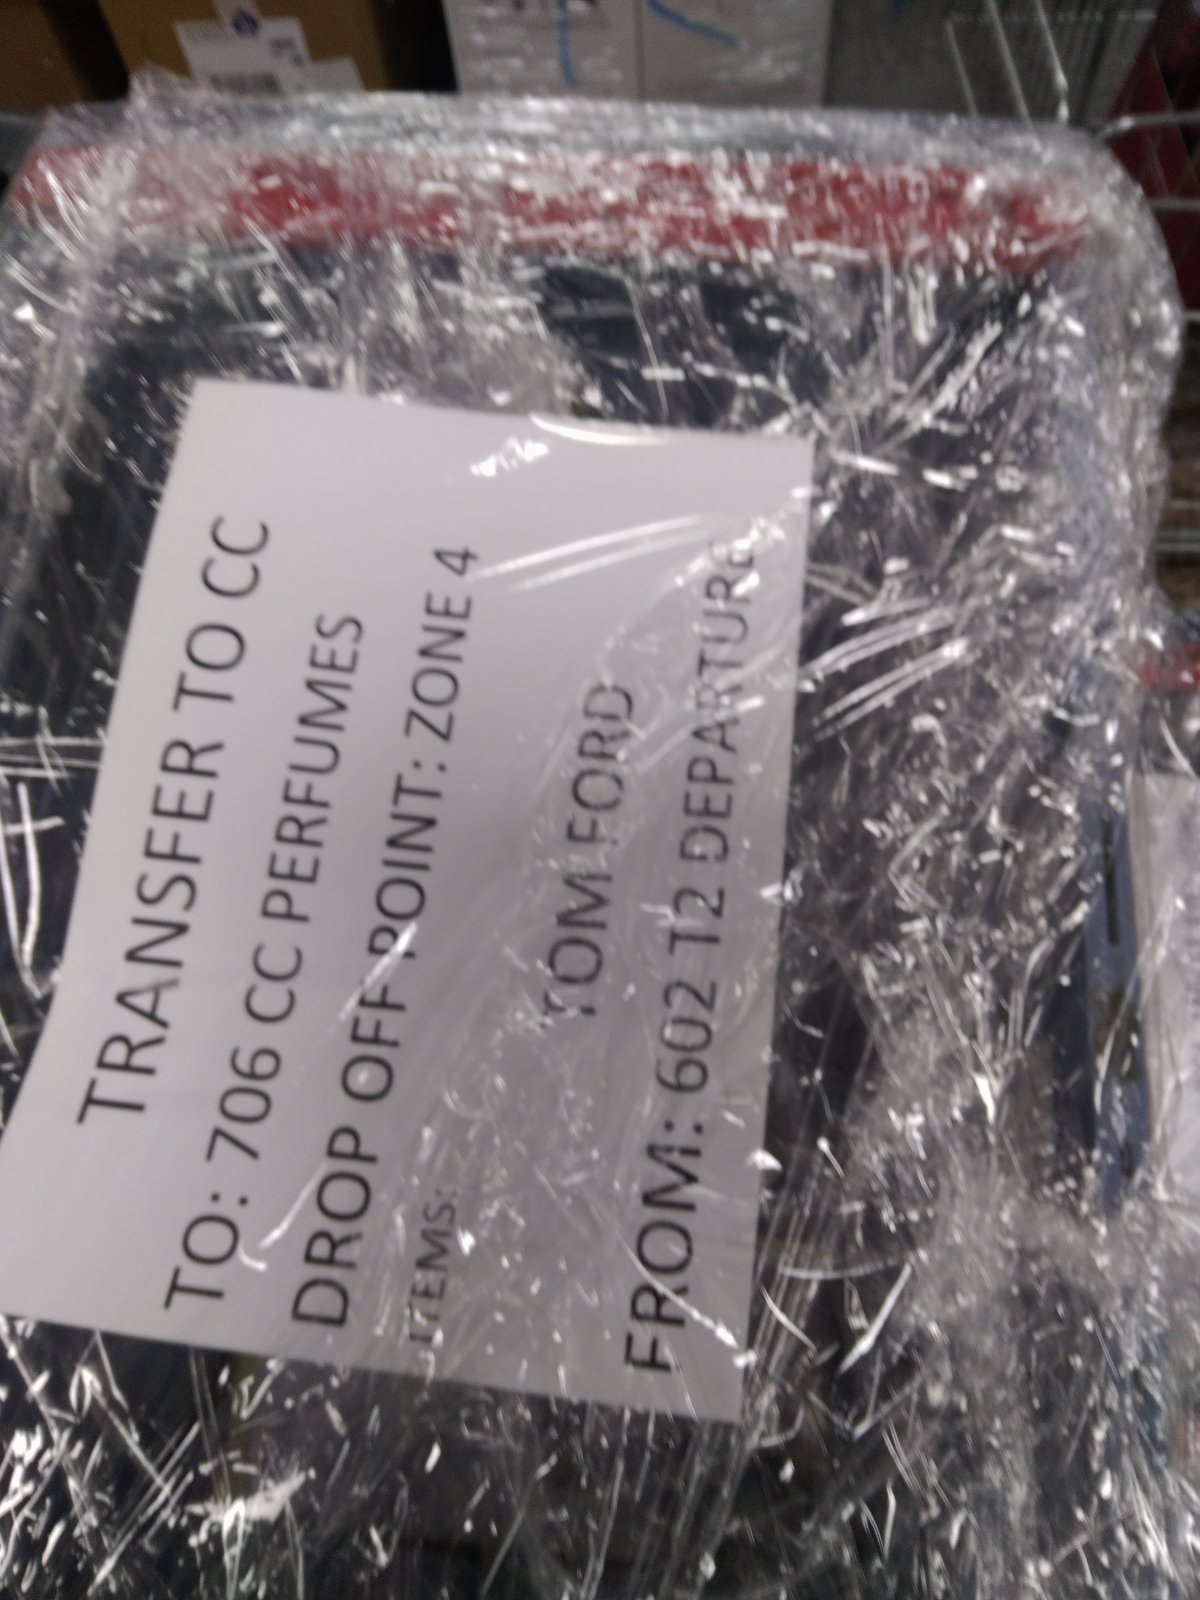 TRANSFER TO CC
TO: 706 CC PERFUMES
DROP OFF POINT: ZONE 4
ITEMS:
TOM FORD
FROM: 602 T2 DEPARTURE